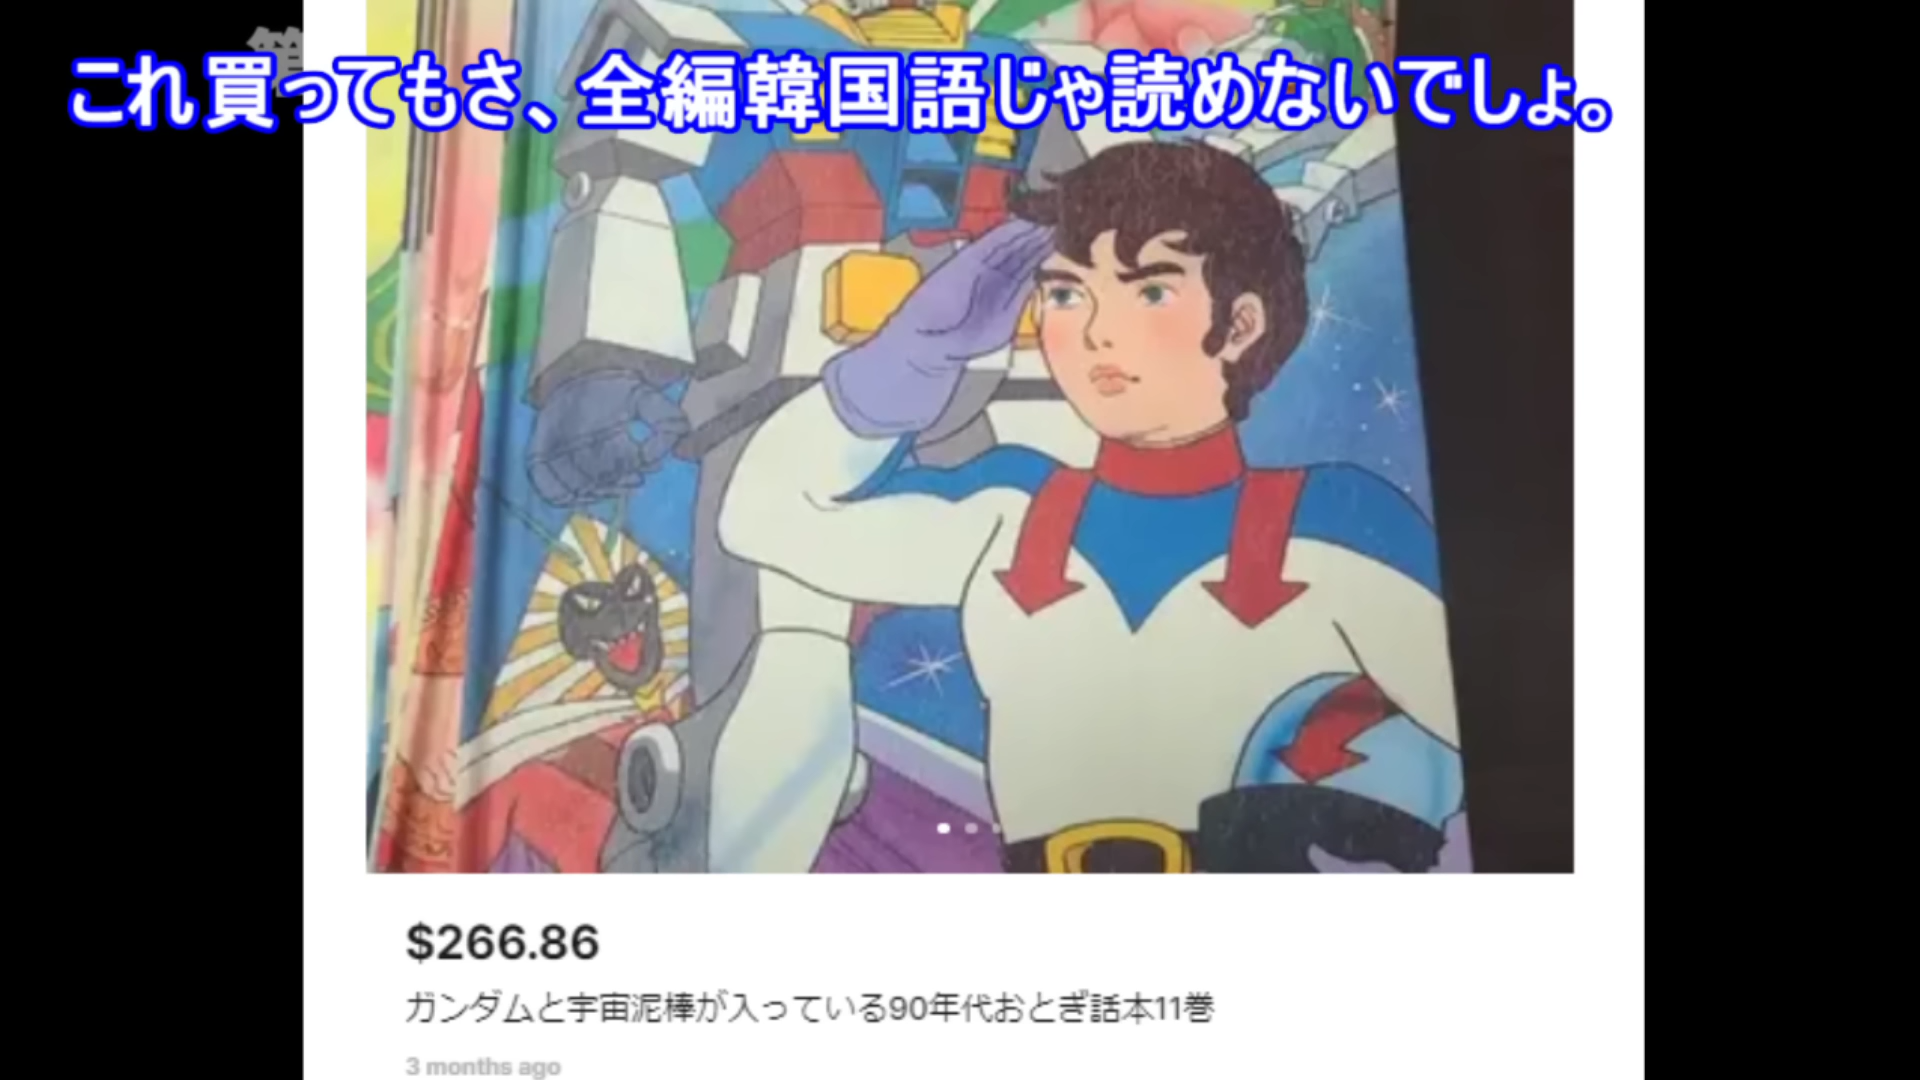 これ買ってもさ、全編韓国語じゃ読めないでしょ。
$266.86
ガンダムと宇宙泥棒が入っている90年代おとぎ話本11巻
3 months ago